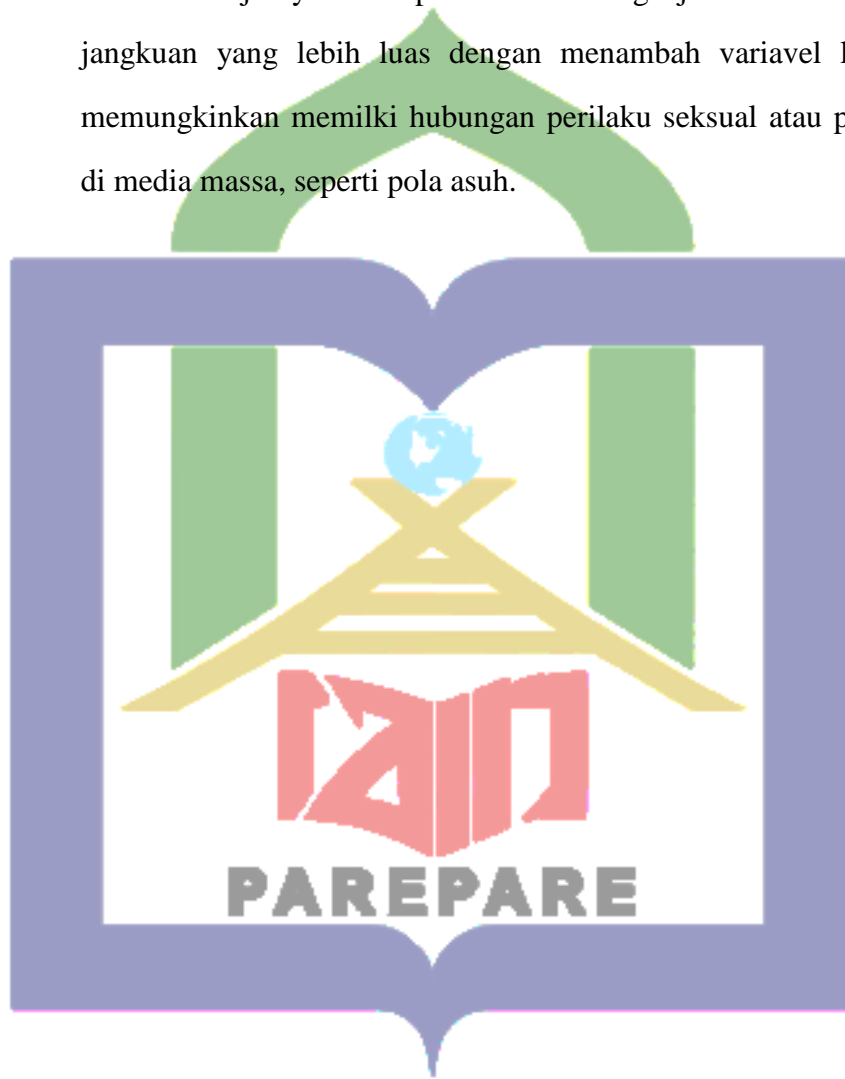 jangkuan yang lebih luas dengan menambah variavel
memungkinkan memilki hubungan perilaku seksual atau
di media massa, seperti pola asuh.
iain
PAREPARE